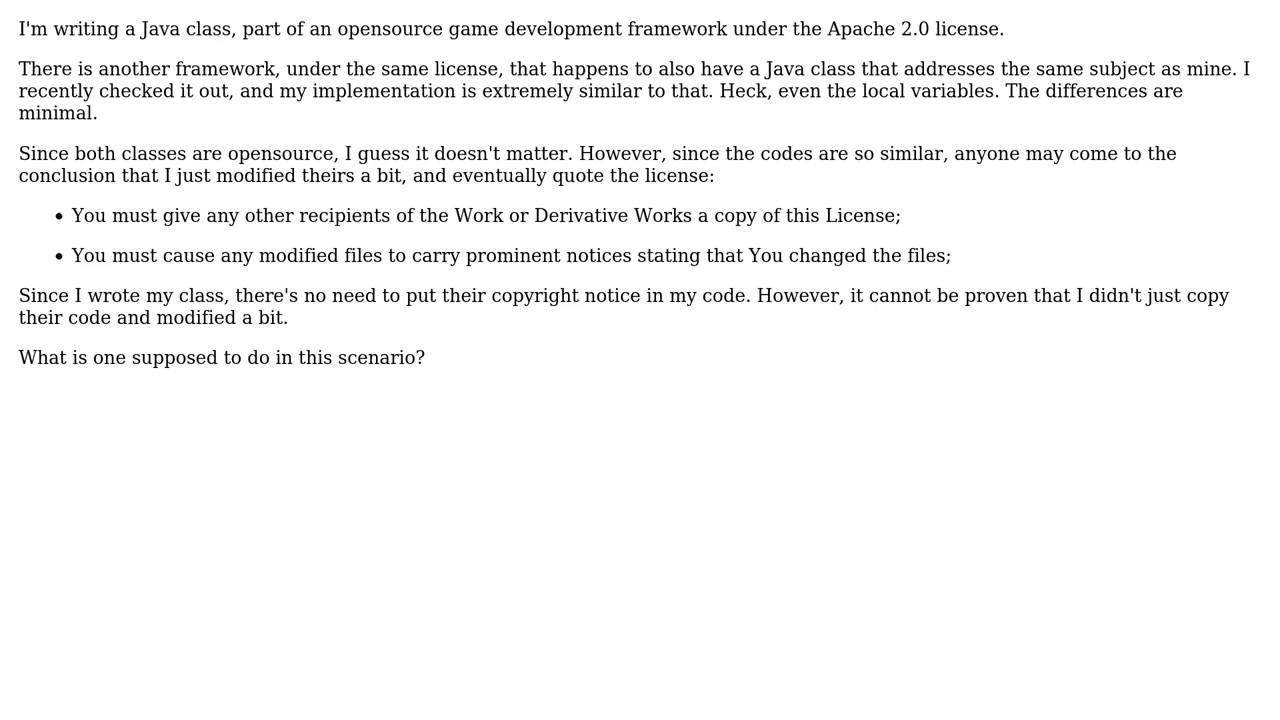 I'm writing a Java class, part of an opensource game development framework under the Apache 2.0 license.
There is another framework, under the same license, that happens to also have a Java class that addresses the same subject as mine. I
recently checked it out, and my implementation is extremely similar to that. Heck, even the local variables. The differences are
minimal.
Since both classes are opensource, I guess it doesn't matter. However, since the codes are so similar, anyone may come to the
conclusion that I just modified theirs a bit, and eventually quote the license:
• You must give any other recipients of the Work or Derivative Works a copy of this License;
• You must cause any modified files to carry prominent notices stating that You changed the files;
Since I wrote my class, there's no need to put their copyright notice in my code. However, it cannot be proven that I didn't just copy
their code and modified a bit.
What is one supposed to do in this scenario?